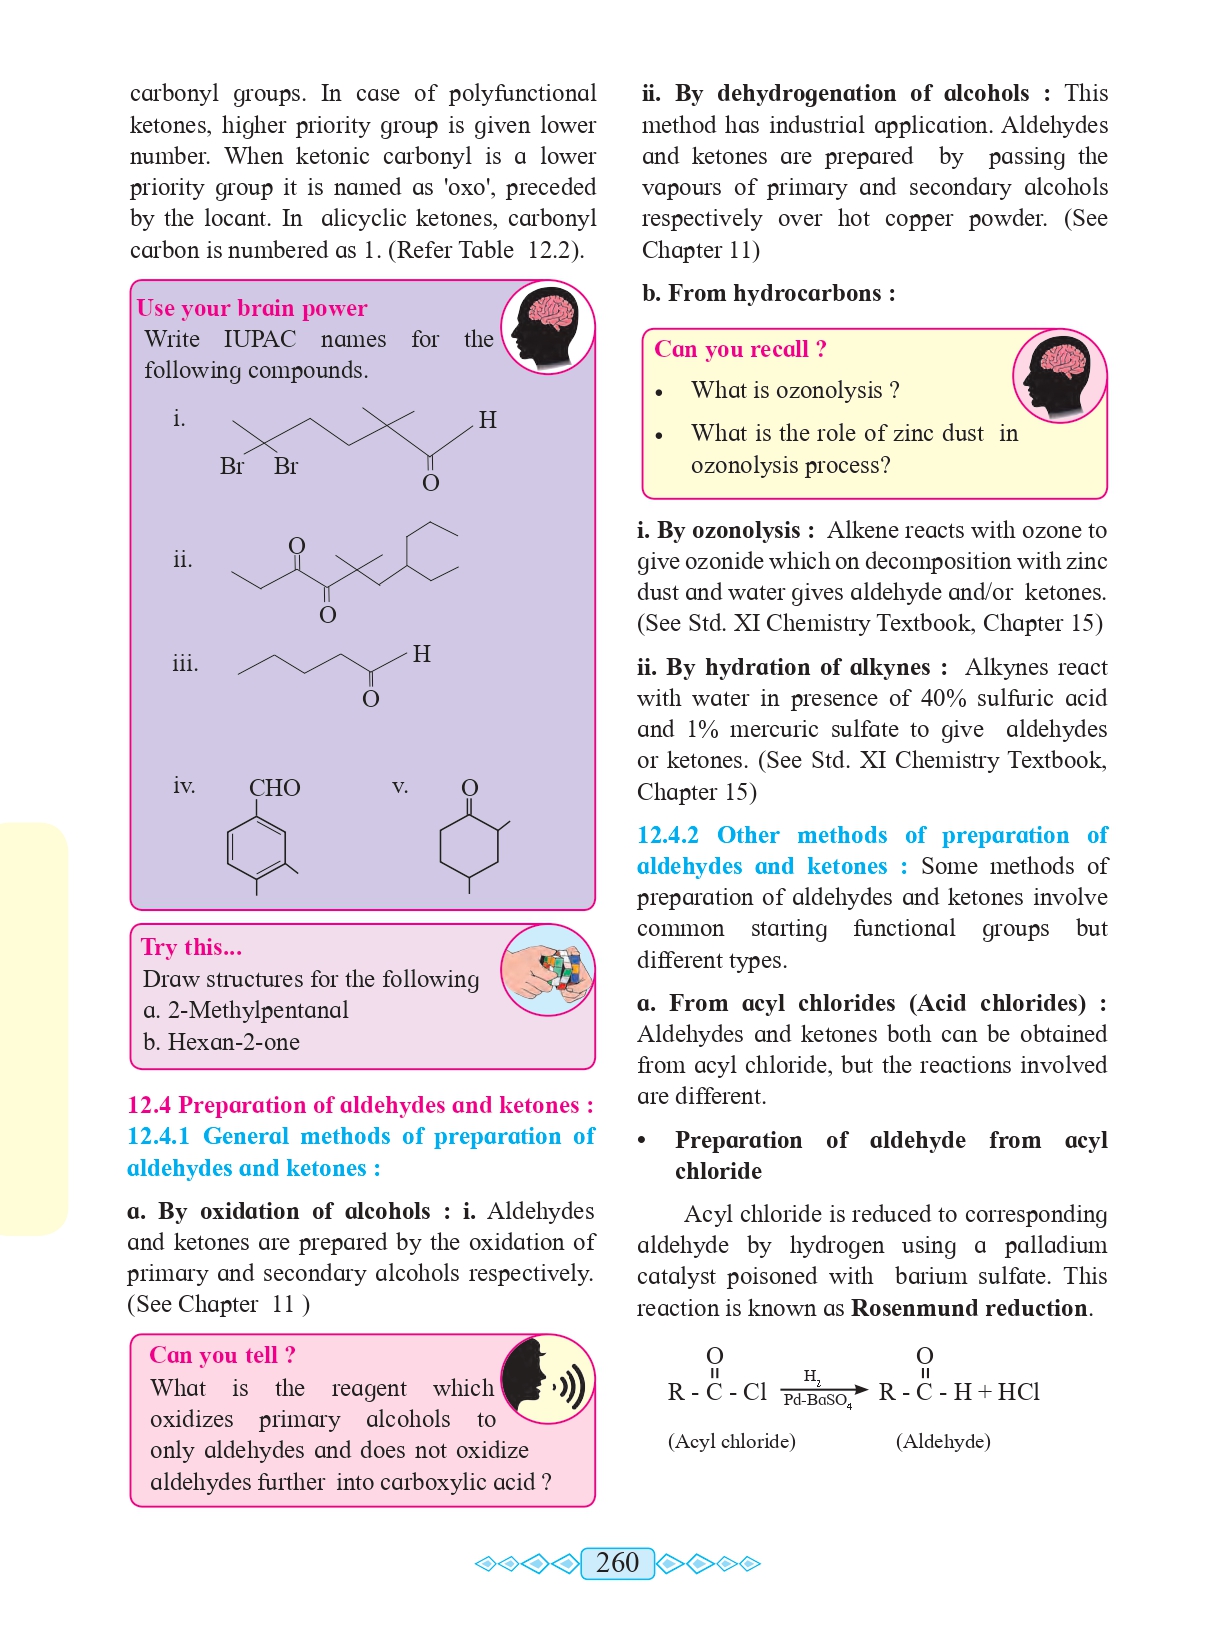 carbonyl groups. In case of polyfunctional
ketones, higher priority group is given lower
number. When ketonic carbonyl is a lower
priority group it is named as 'oxo', preceded
by the locant. In alicyclic ketones, carbonyl
carbon is numbered as 1. (Refer Table 12.2).
Use your brain power
Write IUPAC names for the
following compounds.
i.
H
Br Br
O
ii.
O
O
iii.
H
O
iv. CHO v. O
Try this...
Draw structures for the following
a. 2-Methylpentanal
b. Hexan-2-one
12.4 Preparation of aldehydes and ketones :
12.4.1 General methods of preparation of
aldehydes and ketones :
a. By oxidation of alcohols : i. Aldehydes
and ketones are prepared by the oxidation of
primary and secondary alcohols respectively.
(See Chapter 11 )
Can you tell ?
What is the reagent which
oxidizes primary alcohols to
only aldehydes and does not oxidize
aldehydes further into carboxylic acid ?
ii. By dehydrogenation of alcohols : This
method has industrial application. Aldehydes
and ketones are prepared by passing the
vapours of primary and secondary alcohols
respectively over hot copper powder. (See
Chapter 11)
b. From hydrocarbons :
Can you recall ?
• What is ozonolysis ?
• What is the role of zinc dust in
ozonolysis process?
i. By ozonolysis : Alkene reacts with ozone to
give ozonide which on decomposition with zinc
dust and water gives aldehyde and/or ketones.
(See Std. XI Chemistry Textbook, Chapter 15)
ii. By hydration of alkynes : Alkynes react
with water in presence of 40% sulfuric acid
and 1% mercuric sulfate to give aldehydes
or ketones. (See Std. XI Chemistry Textbook,
Chapter 15)
12.4.2 Other methods of preparation of
aldehydes and ketones : Some methods of
preparation of aldehydes and ketones involve
common starting functional groups but
different types.
a. From acyl chlorides (Acid chlorides) :
Aldehydes and ketones both can be obtained
from acyl chloride, but the reactions involved
are different.
• Preparation of aldehyde from acyl
chloride
Acyl chloride is reduced to corresponding
aldehyde by hydrogen using a palladium
catalyst poisoned with barium sulfate. This
reaction is known as Rosenmund reduction.
O O
H₂
R - C - Cl R - C - H + HCl
Pd-BaSO₄
(Acyl chloride) (Aldehyde)
260